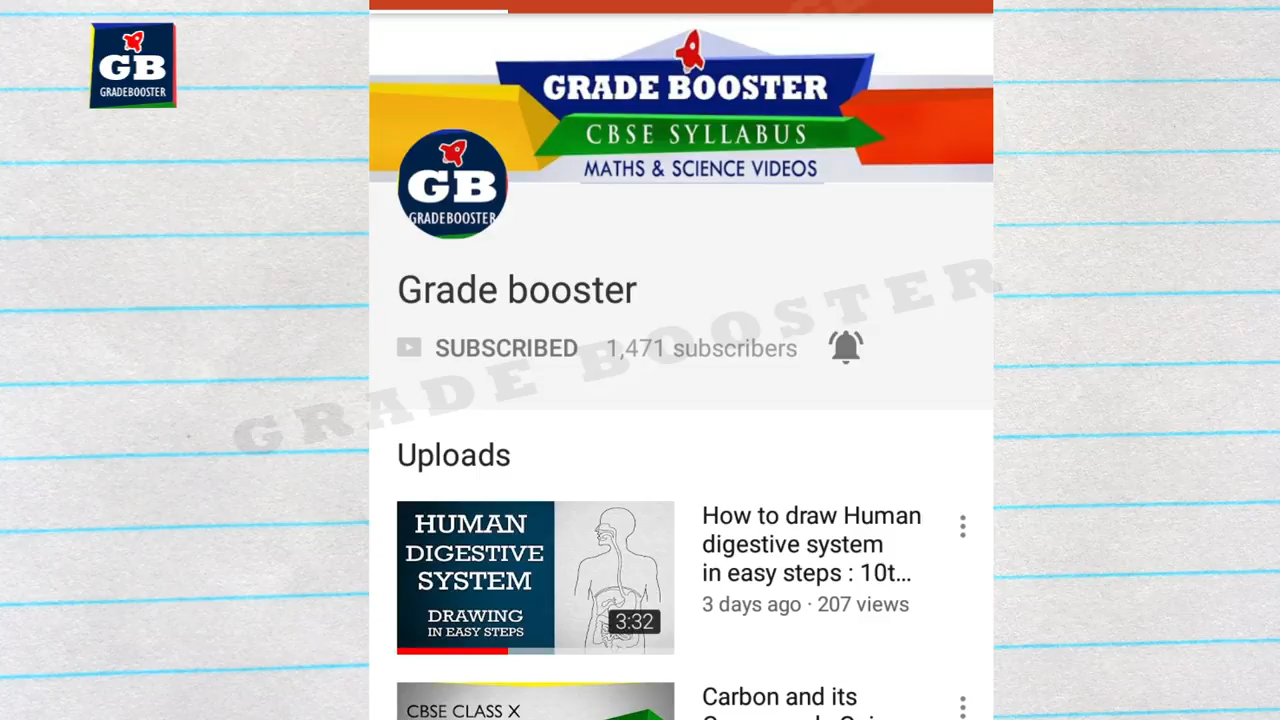 GB
GRADEBOOSTER
GRADE BOOSTER
CBSE SYLLABUS
MATHS & SCIENCE VIDEOS
GB
GRADEBOOSTER
Grade booster
SUBSCRIBED 1,471 subscribers
GRADE BOOSTER
Uploads
HUMAN
DIGESTIVE
SYSTEM
DRAWING
IN EASY STEPS
3:32
How to draw Human
digestive system
in easy steps : 10t...
3 days ago · 207 views
CBSE CLASS X
Carbon and its